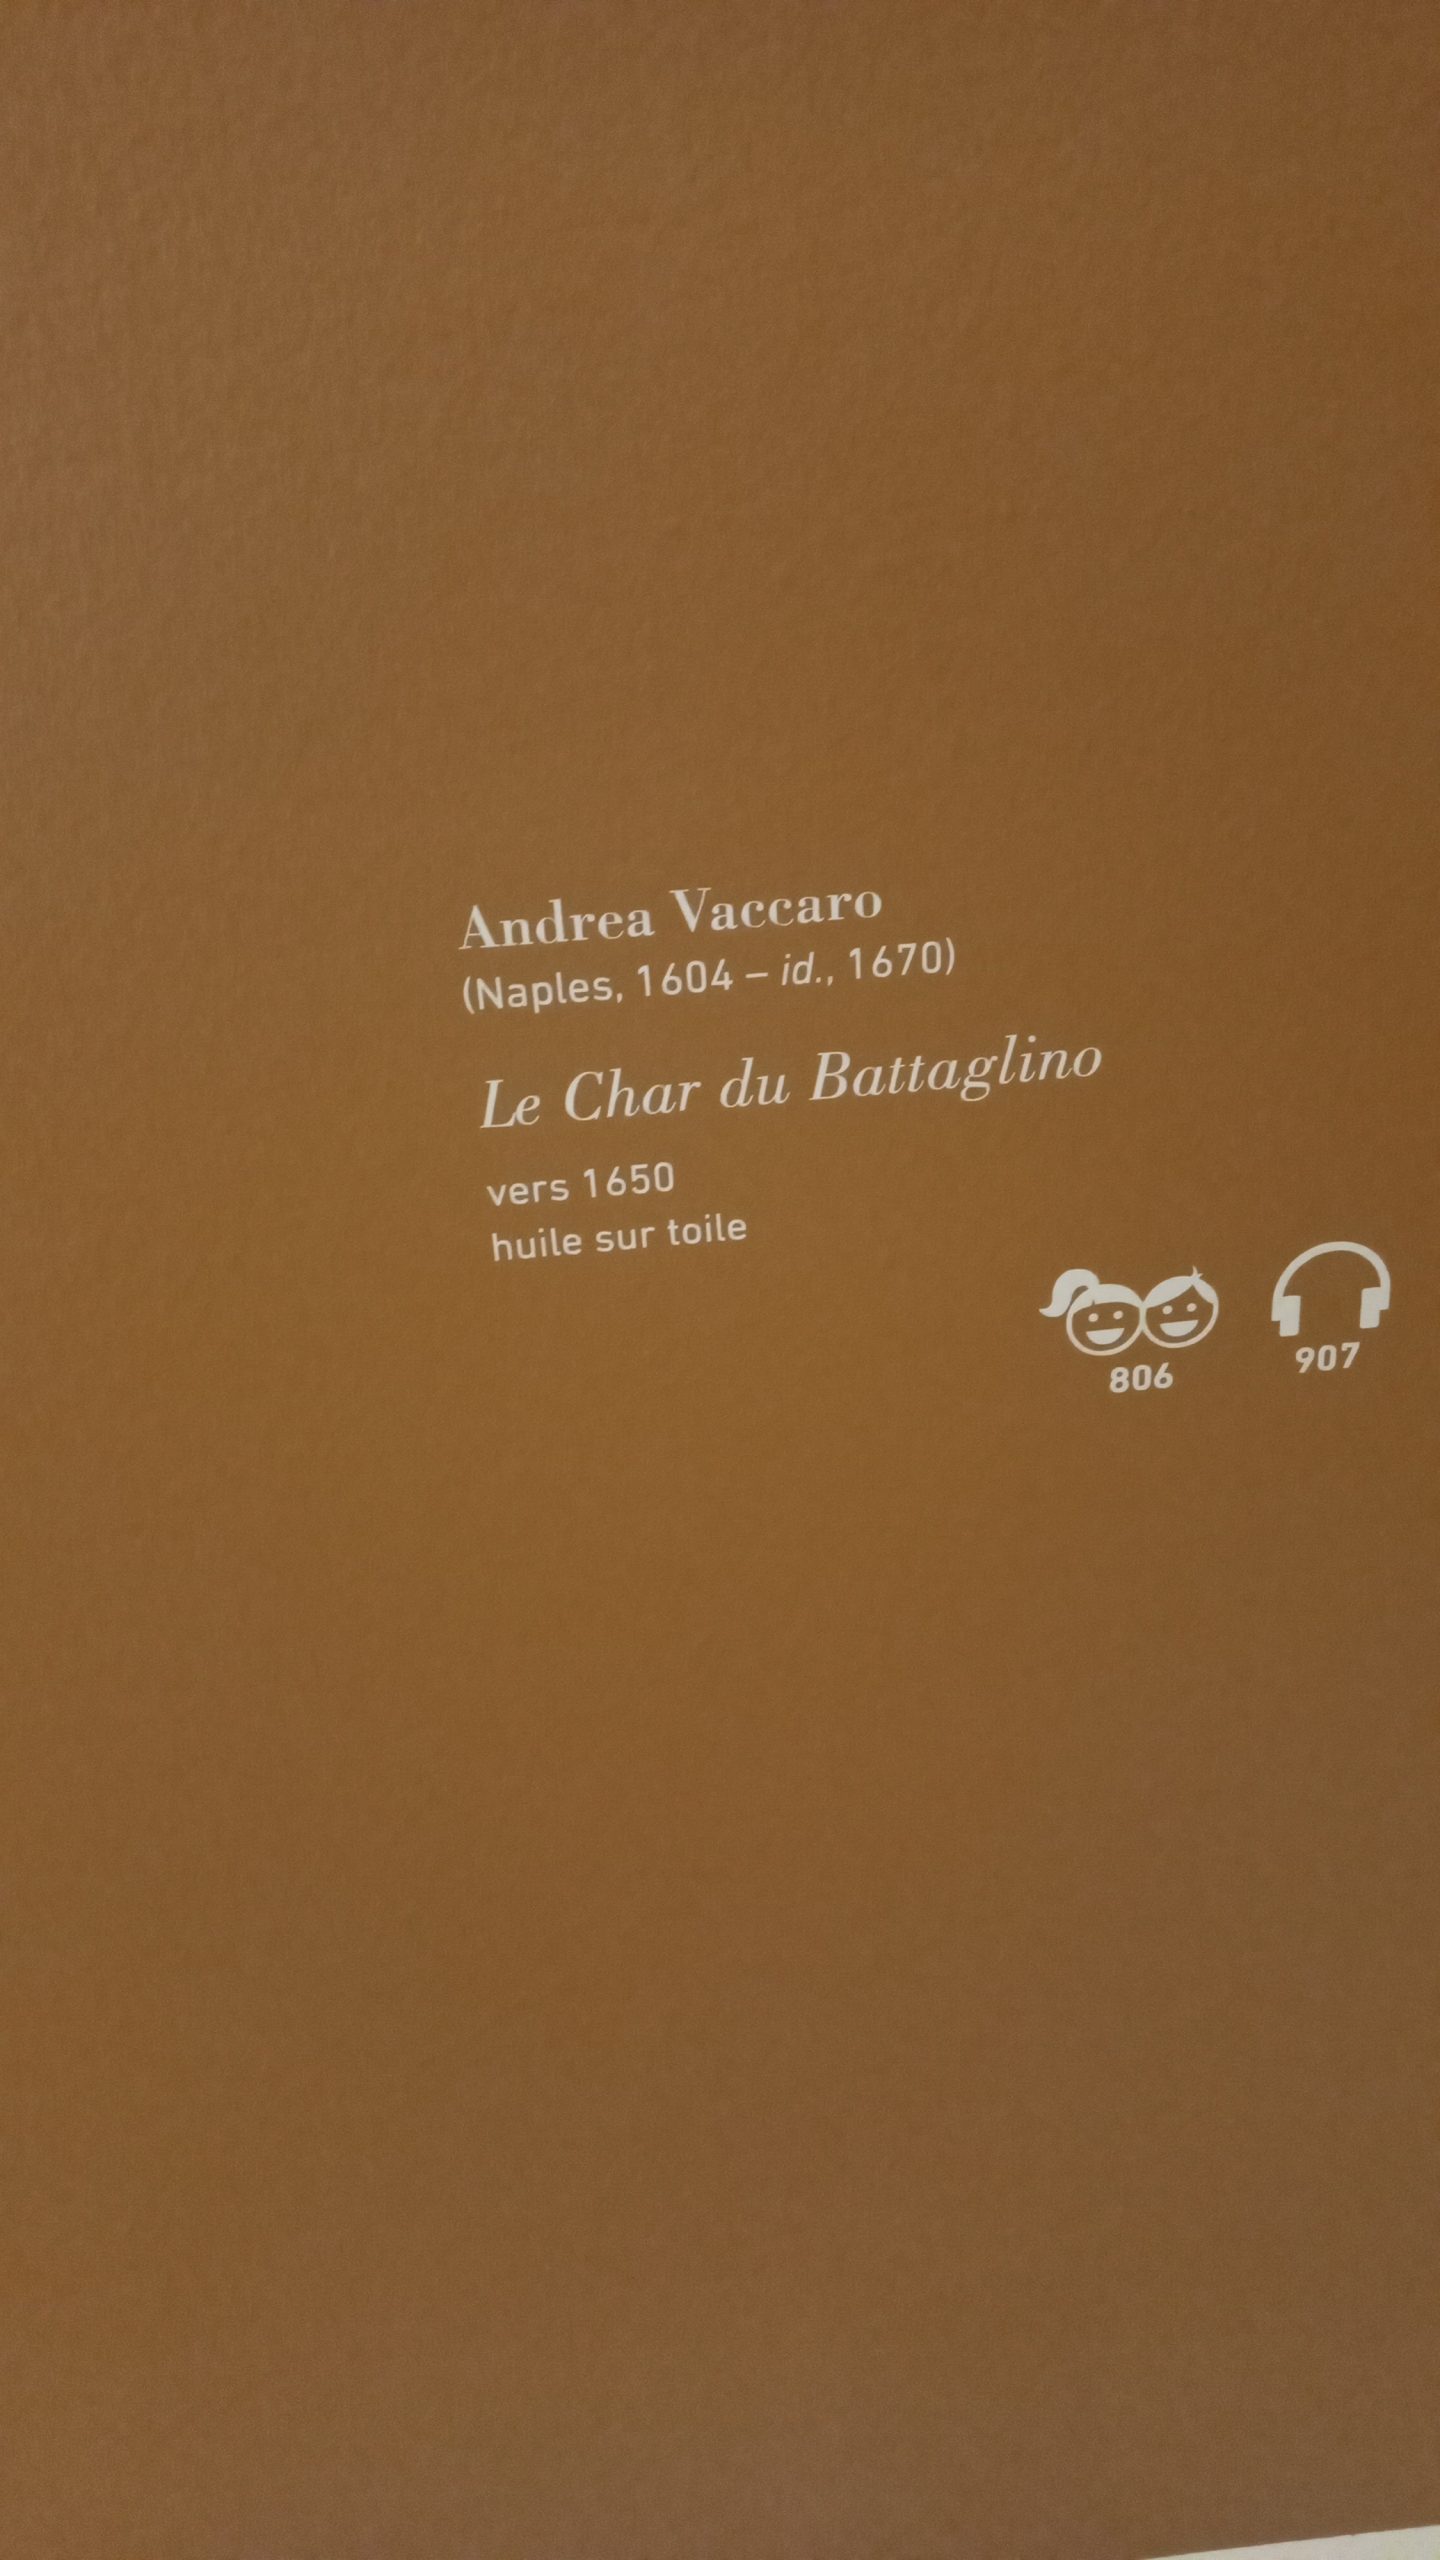 Andrea Vaccaro
(Naples, 1604 – id., 1670)
Le Char du Battaglino
vers 1650
huile sur toile
806
907